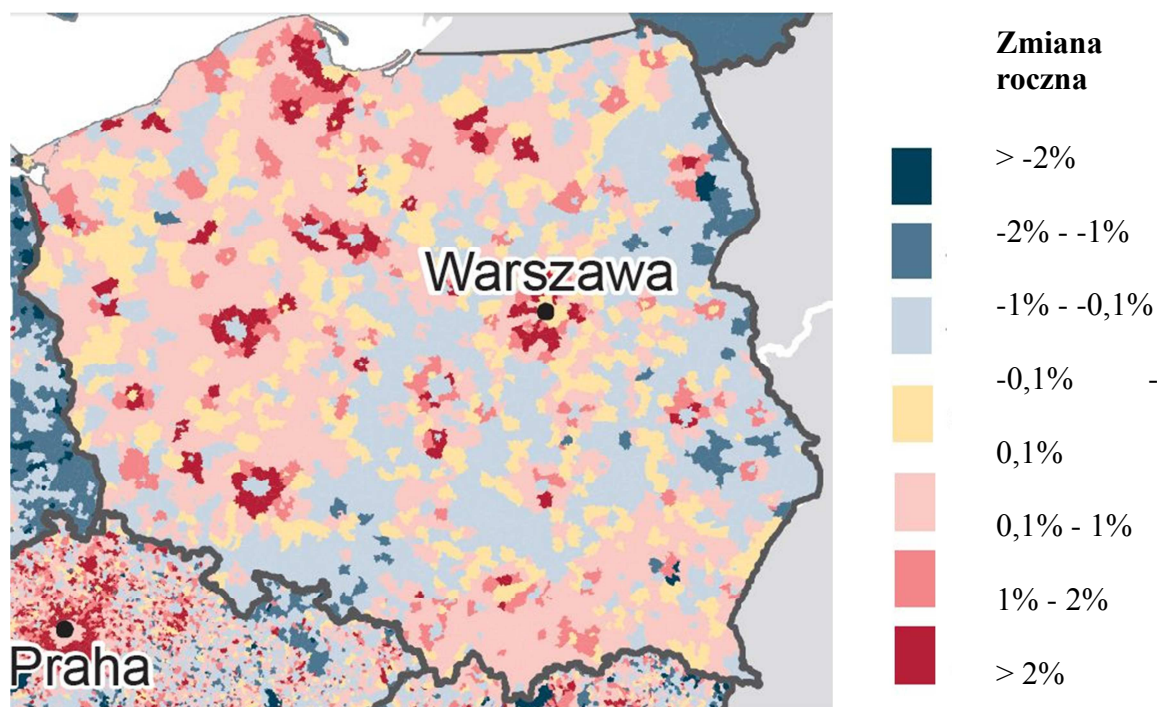 Warszawa
Praha
Zmiana
roczna
> -2%
-2% - -1%
-1% - -0,1%
-0,1% -
0,1%
0,1% - 1%
1% - 2%
> 2%